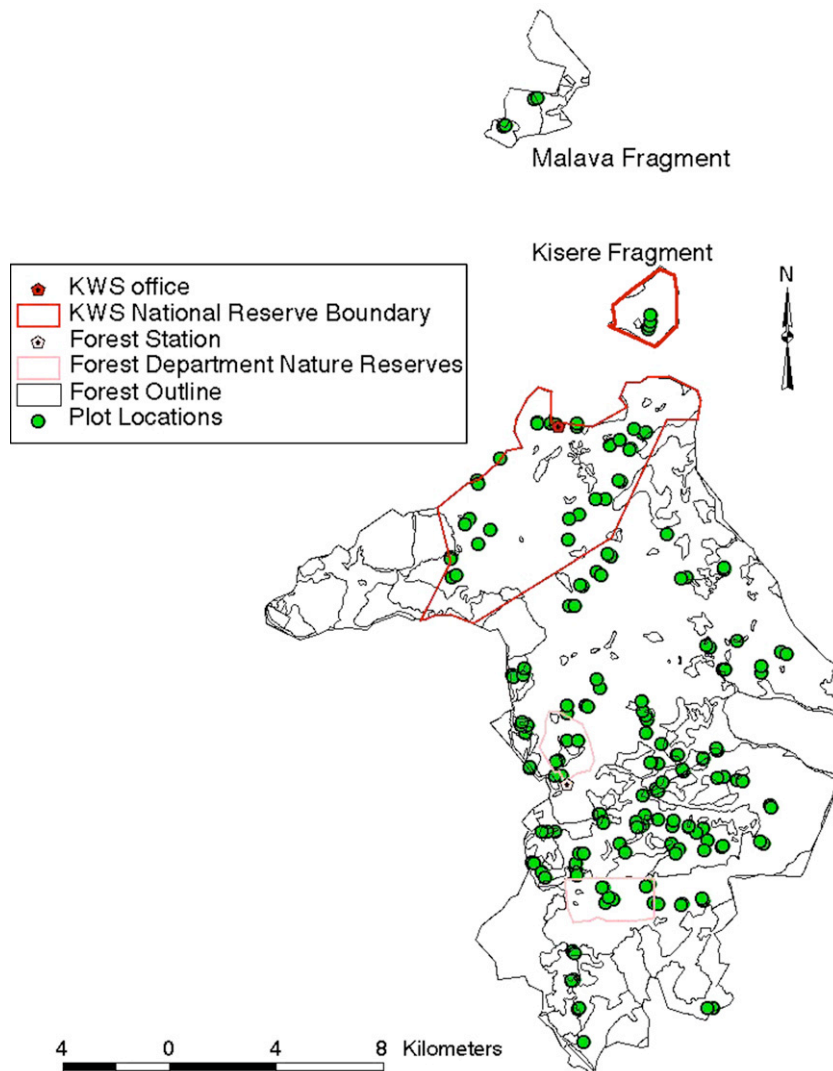 Malava Fragment
Kisere Fragment
N
KWS office
KWS National Reserve Boundary
Forest Station
Forest Department Nature Reserves
Forest Outline
Plot Locations
4 0 4 8 Kilometers